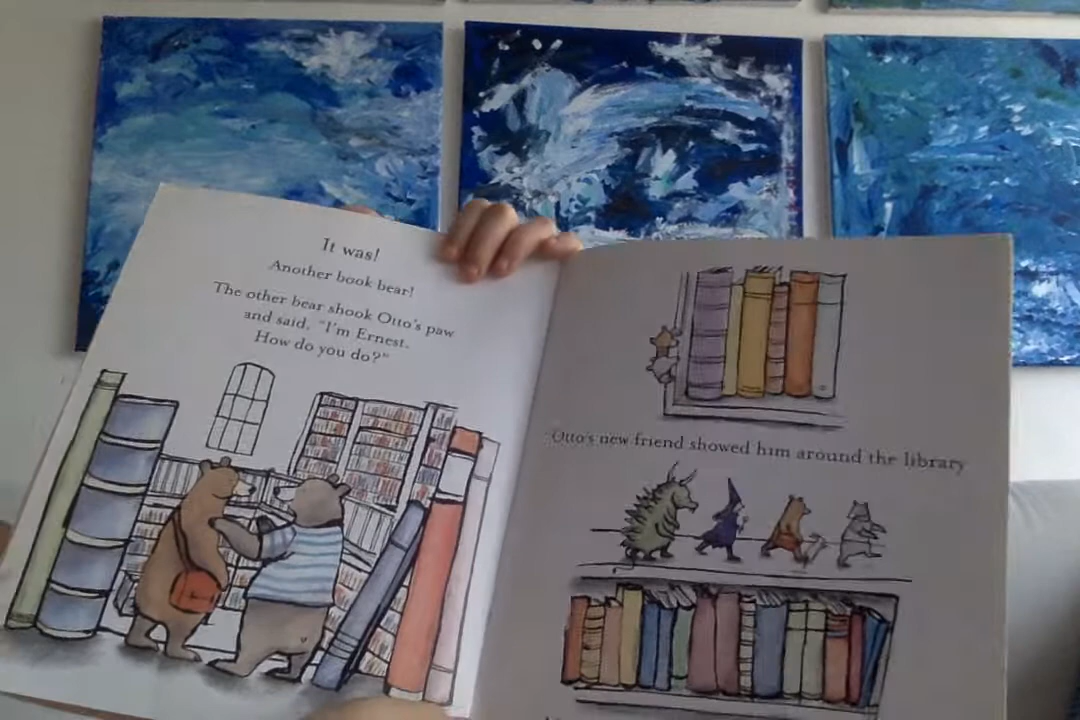 It was!
Another book bear!
The other bear shook Otto's paw
and said, "I'm Ernest.
How do you do?"
Otto's new friend showed him around the library